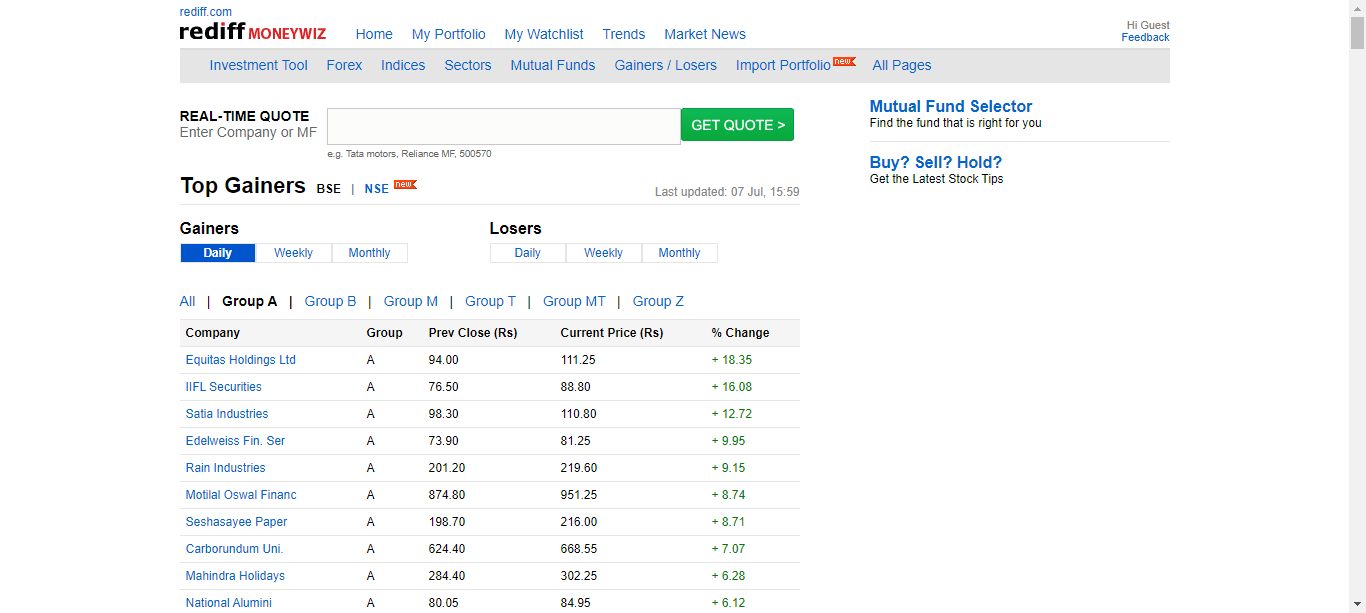 rediff.com
rediff MONEYWIZ Home My Portfolio My Watchlist Trends Market News
Hi Guest
Feedback
Investment Tool Forex Indices Sectors Mutual Funds Gainers / Losers Import Portfolio new All Pages
REAL-TIME QUOTE
Enter Company or MF
GET QUOTE >
e.g. Tata motors, Reliance MF, 500570
Mutual Fund Selector
Find the fund that is right for you
Buy? Sell? Hold?
Get the Latest Stock Tips
Top Gainers BSE | NSE new Last updated: 07 Jul, 15:59
Gainers Losers
Daily Weekly Monthly Daily Weekly Monthly
All | Group A | Group B | Group M | Group T | Group MT | Group Z
Company Group Prev Close (Rs) Current Price (Rs) % Change
Equitas Holdings Ltd A 94.00 111.25 + 18.35
IIFL Securities A 76.50 88.80 + 16.08
Satia Industries A 98.30 110.80 + 12.72
Edelweiss Fin. Ser A 73.90 81.25 + 9.95
Rain Industries A 201.20 219.60 + 9.15
Motilal Oswal Financ A 874.80 951.25 + 8.74
Seshasayee Paper A 198.70 216.00 + 8.71
Carborundum Uni. A 624.40 668.55 + 7.07
Mahindra Holidays A 284.40 302.25 + 6.28
National Alumini A 80.05 84.95 + 6.12